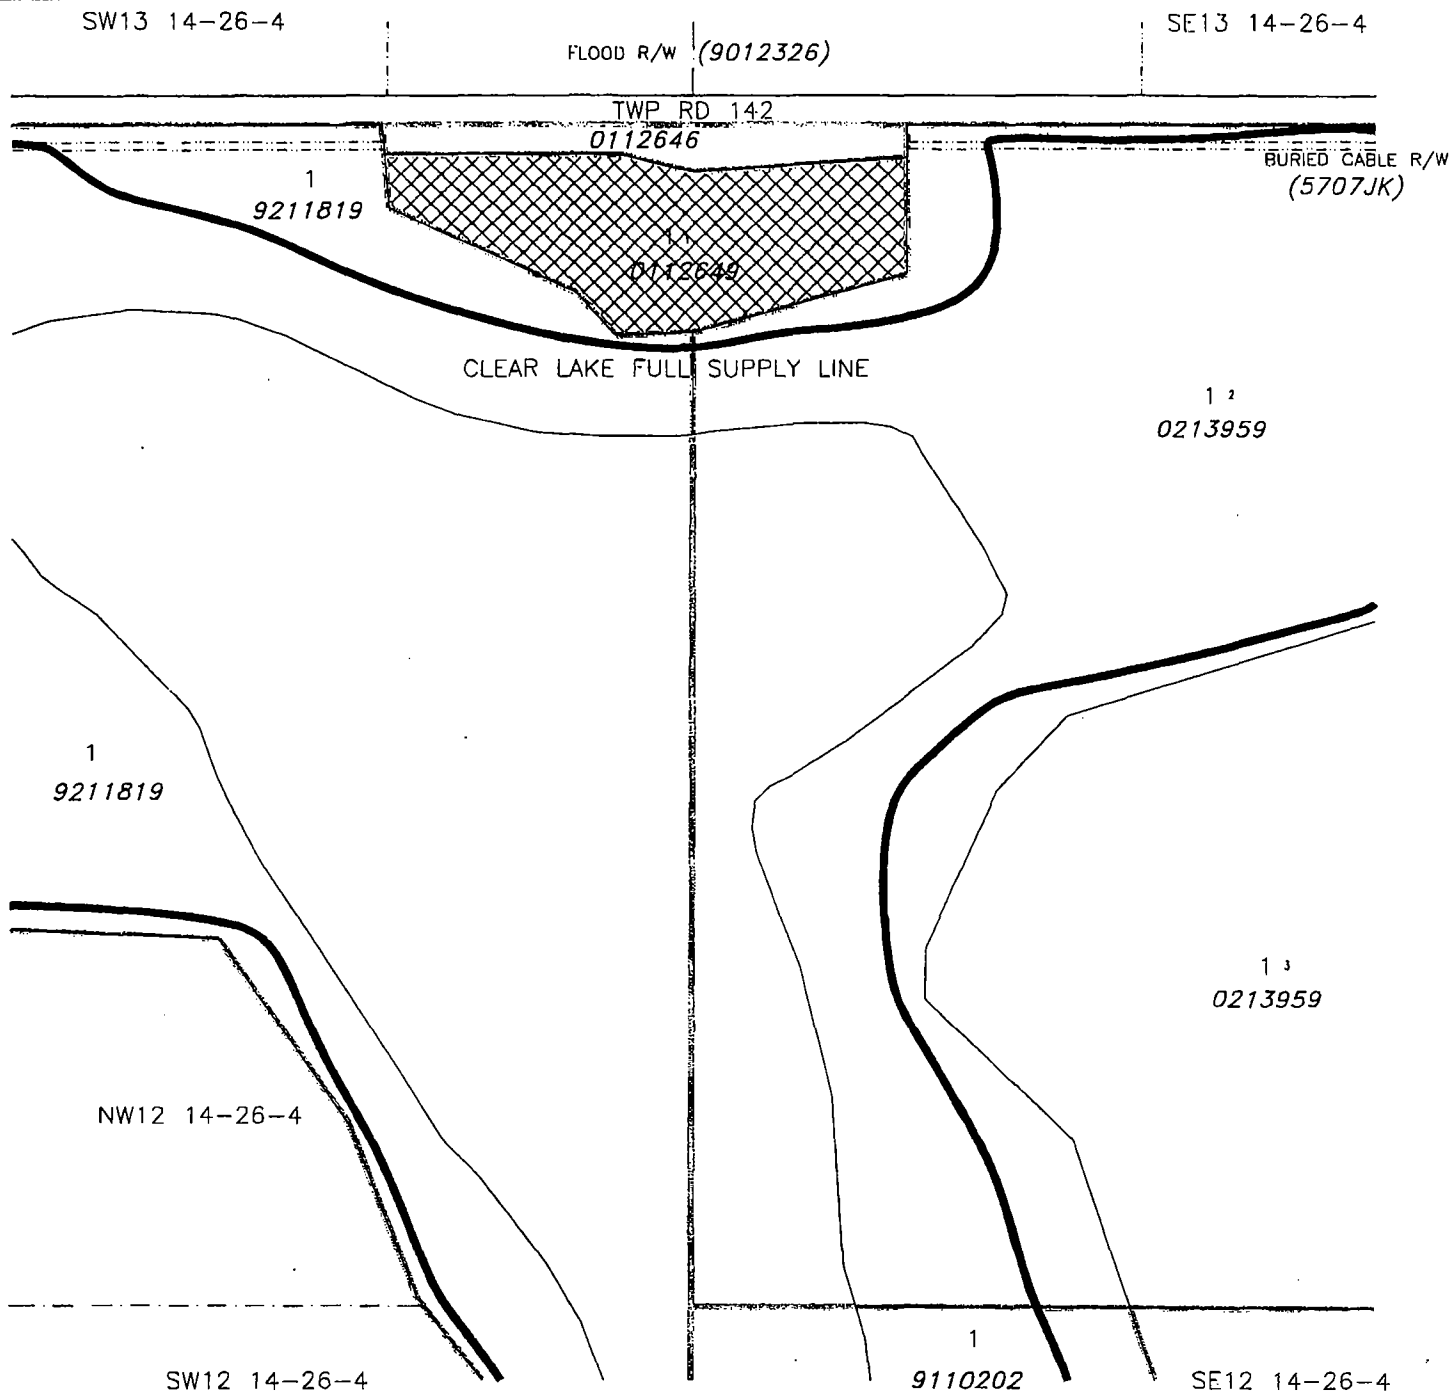 SW13 14-26-4
SE13 14-26-4
FLOOD R/W (9012326)
TWP RD 142
0112646
BURIED CABLE R/W
(5707JK)
1
9211819
1 1
0112649
CLEAR LAKE FULL SUPPLY LINE
1 2
0213959
1
9211819
1 3
0213959
NW12 14-26-4
1
9110202
SW12 14-26-4
SE12 14-26-4